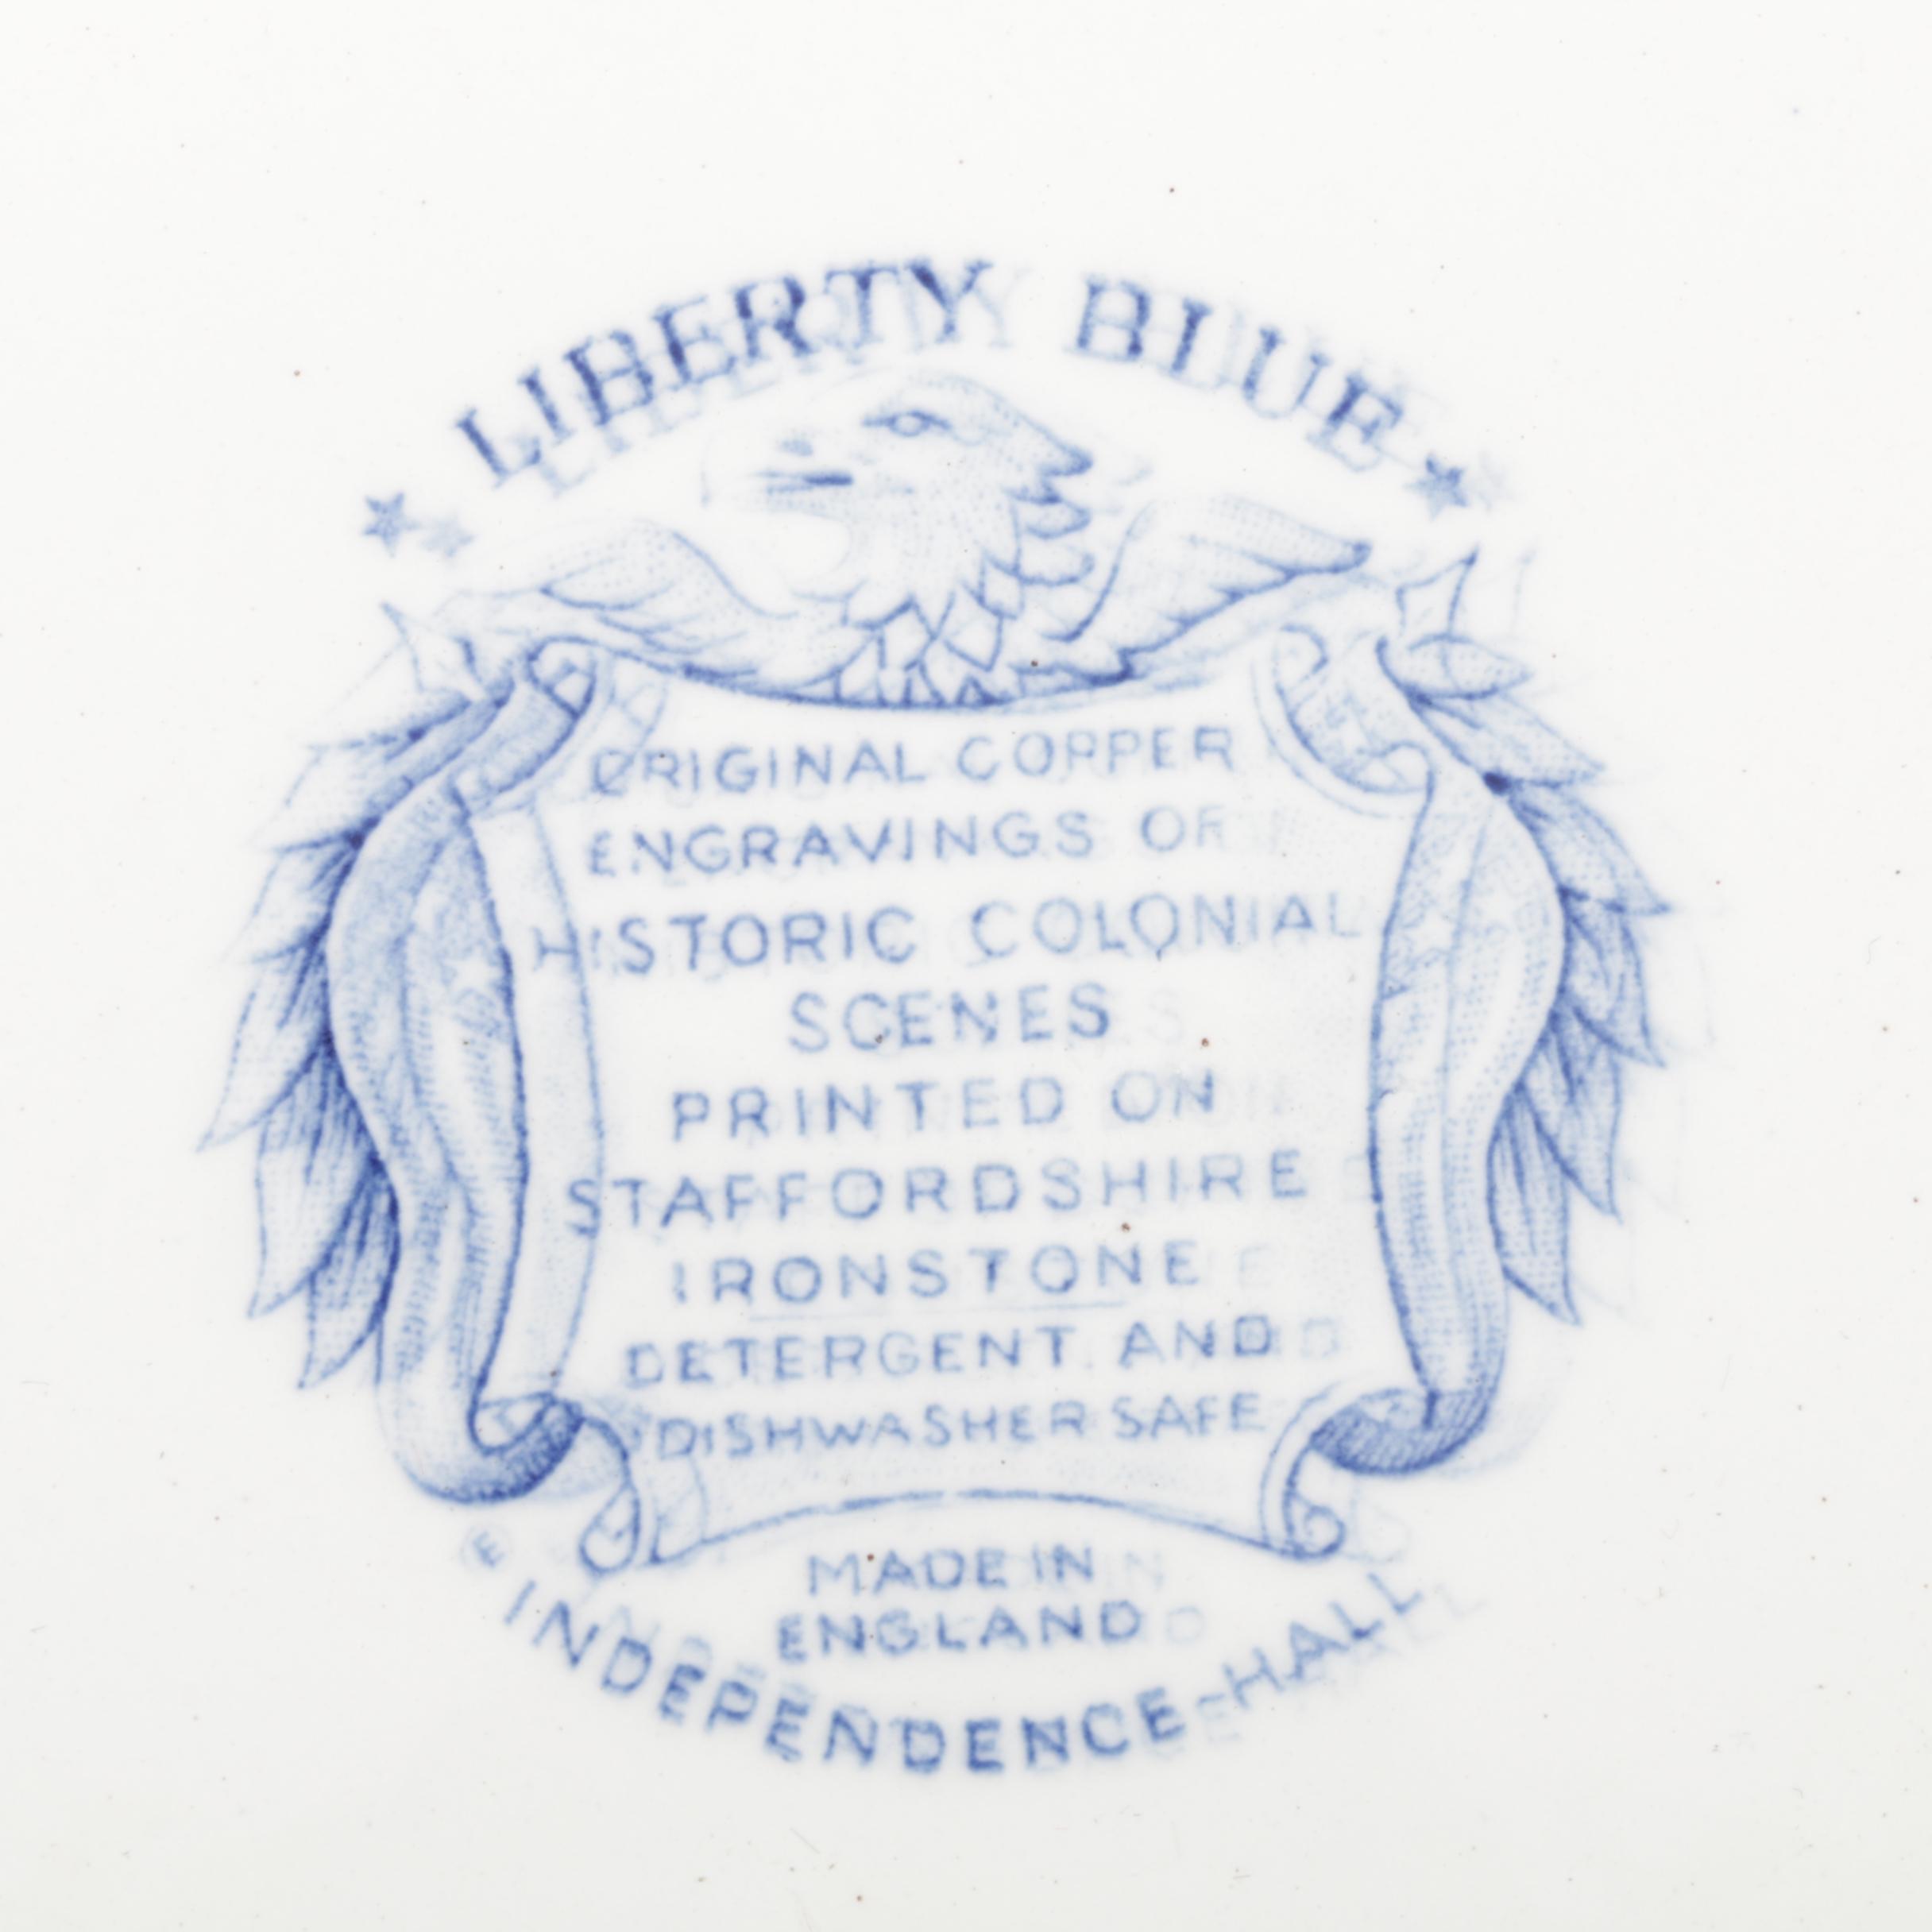 LIBERTY BLUE
ORIGINAL COPPER
ENGRAVINGS OF
HISTORIC COLONIAL
SCENES
PRINTED ON
STAFFORDSHIRE
IRONSTONE
DETERGENT AND
DISHWASHER SAFE
MADE IN
ENGLAND
E
INDEPENDENCE-HALL